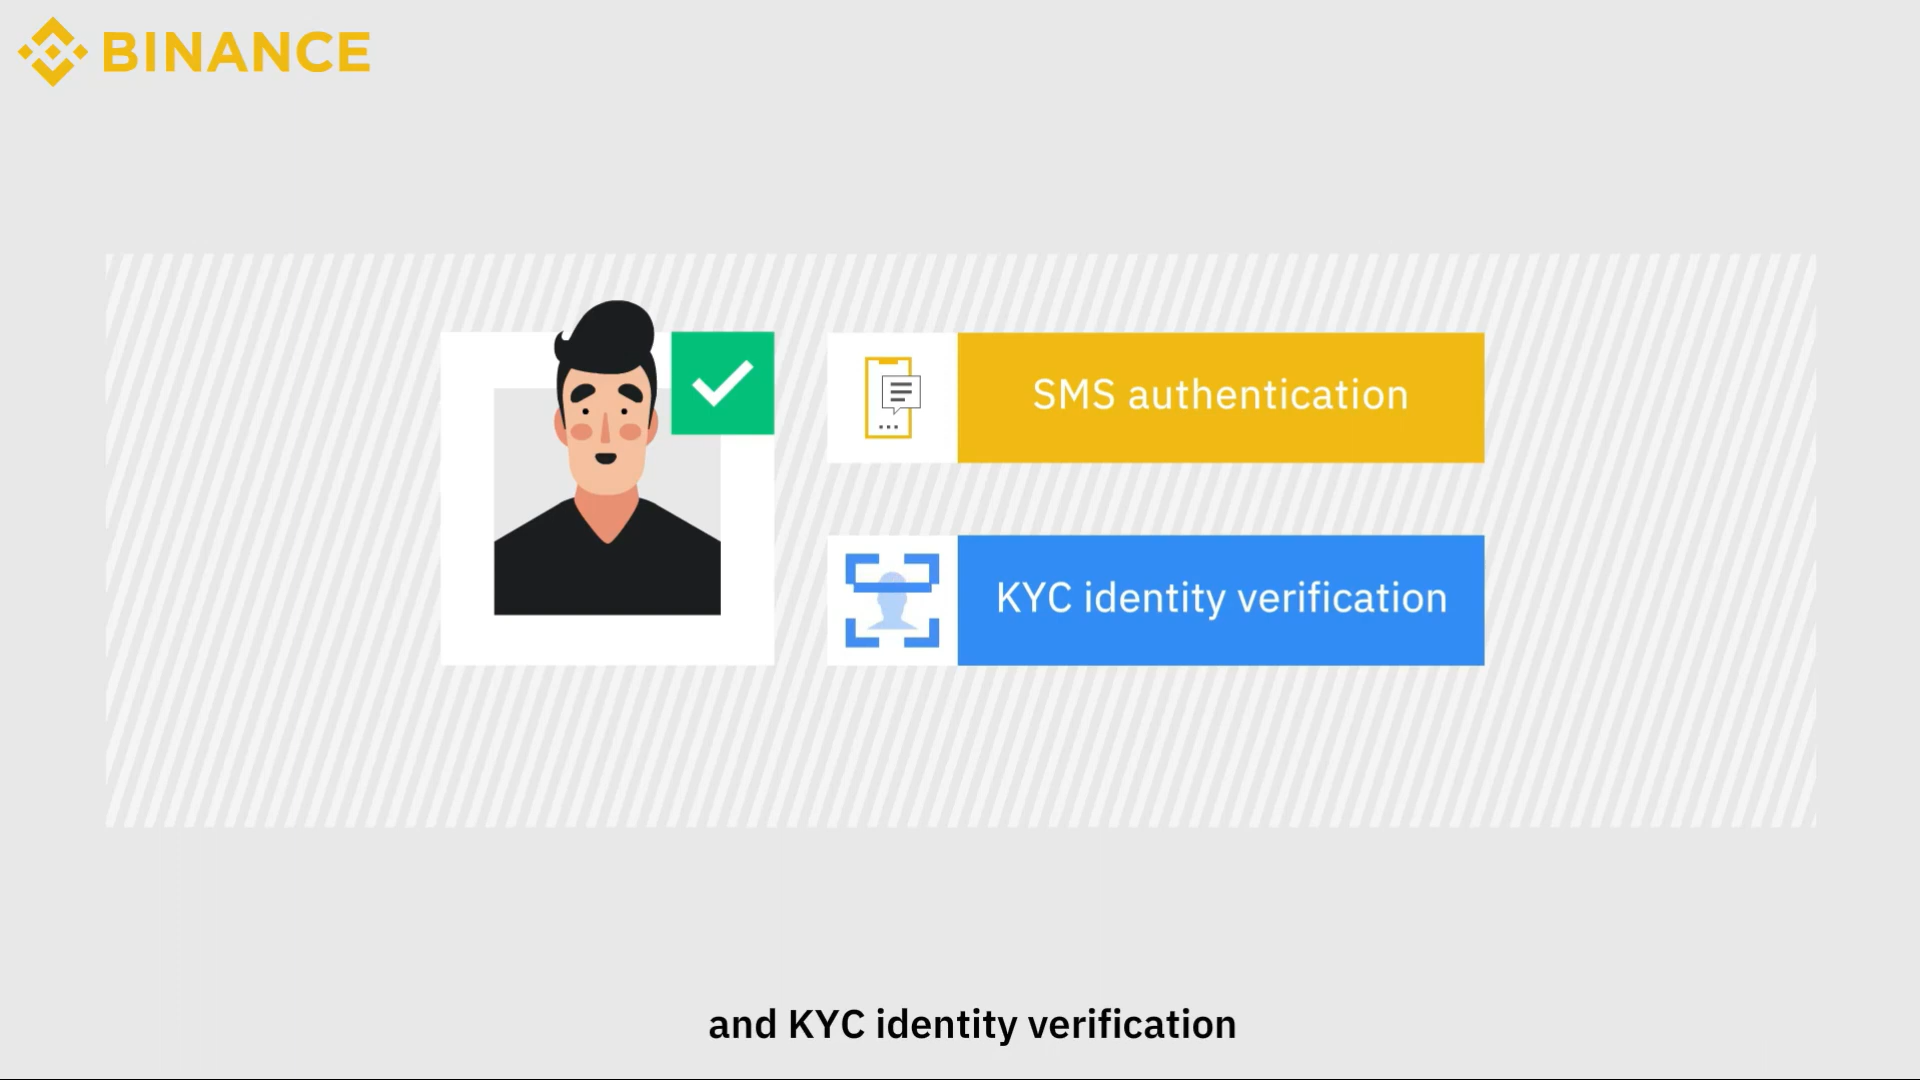 BINANCE
SMS authentication
KYC identity verification
and KYC identity verification